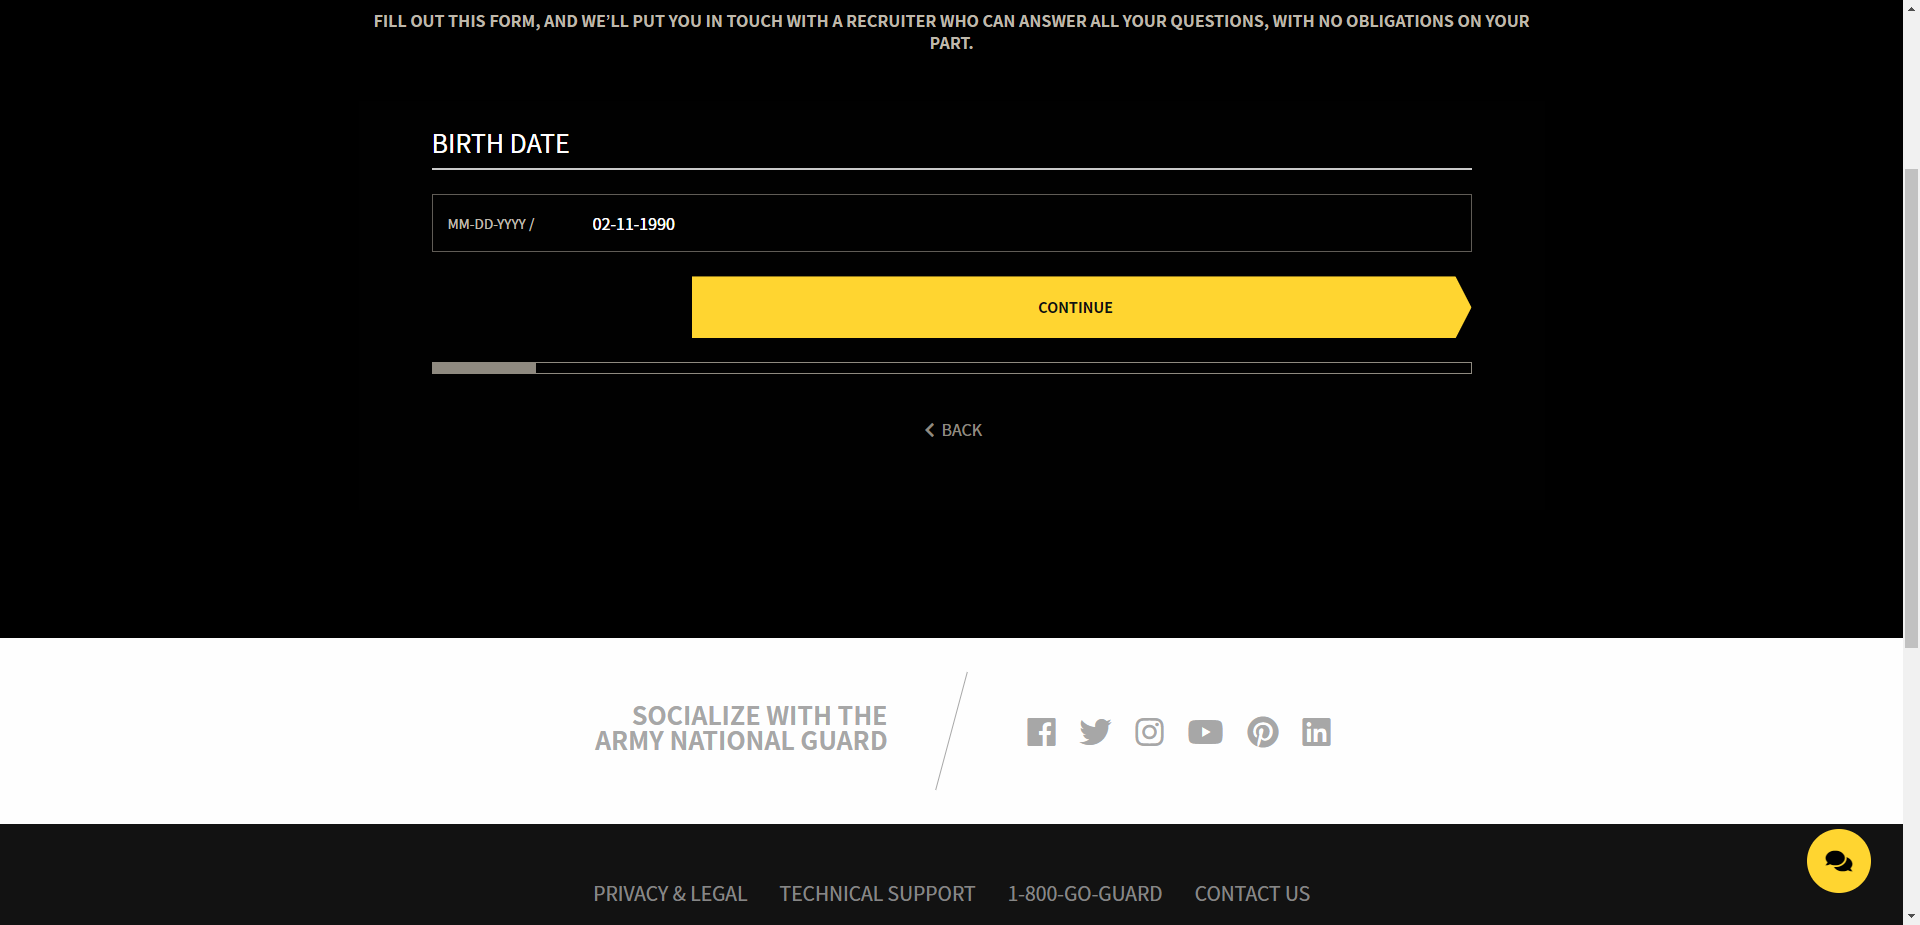 FILL OUT THIS FORM, AND WE’LL PUT YOU IN TOUCH WITH A RECRUITER WHO CAN ANSWER ALL YOUR QUESTIONS, WITH NO OBLIGATIONS ON YOUR
PART.
BIRTH DATE
MM-DD-YYYY / 02-11-1990
CONTINUE
BACK
SOCIALIZE WITH THE
ARMY NATIONAL GUARD
PRIVACY & LEGAL TECHNICAL SUPPORT 1-800-GO-GUARD CONTACT US